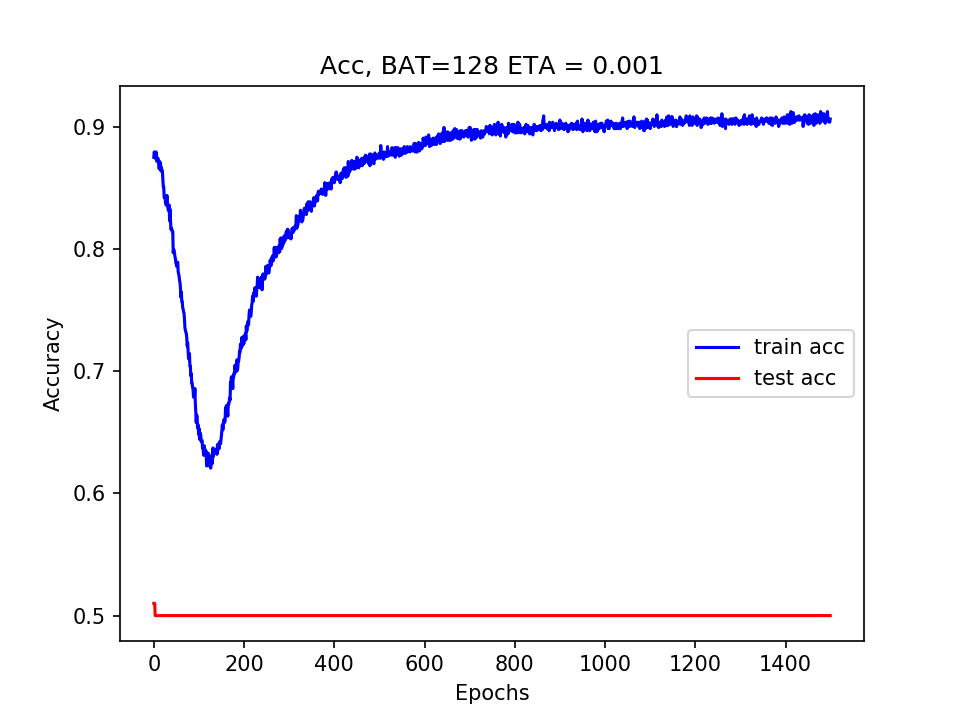 Acc, BAT=128 ETA = 0.001
Accuracy
0.9
0.8
0.7
0.6
0.5
train acc
test acc
0 200 400 600 800 1000 1200 1400
Epochs